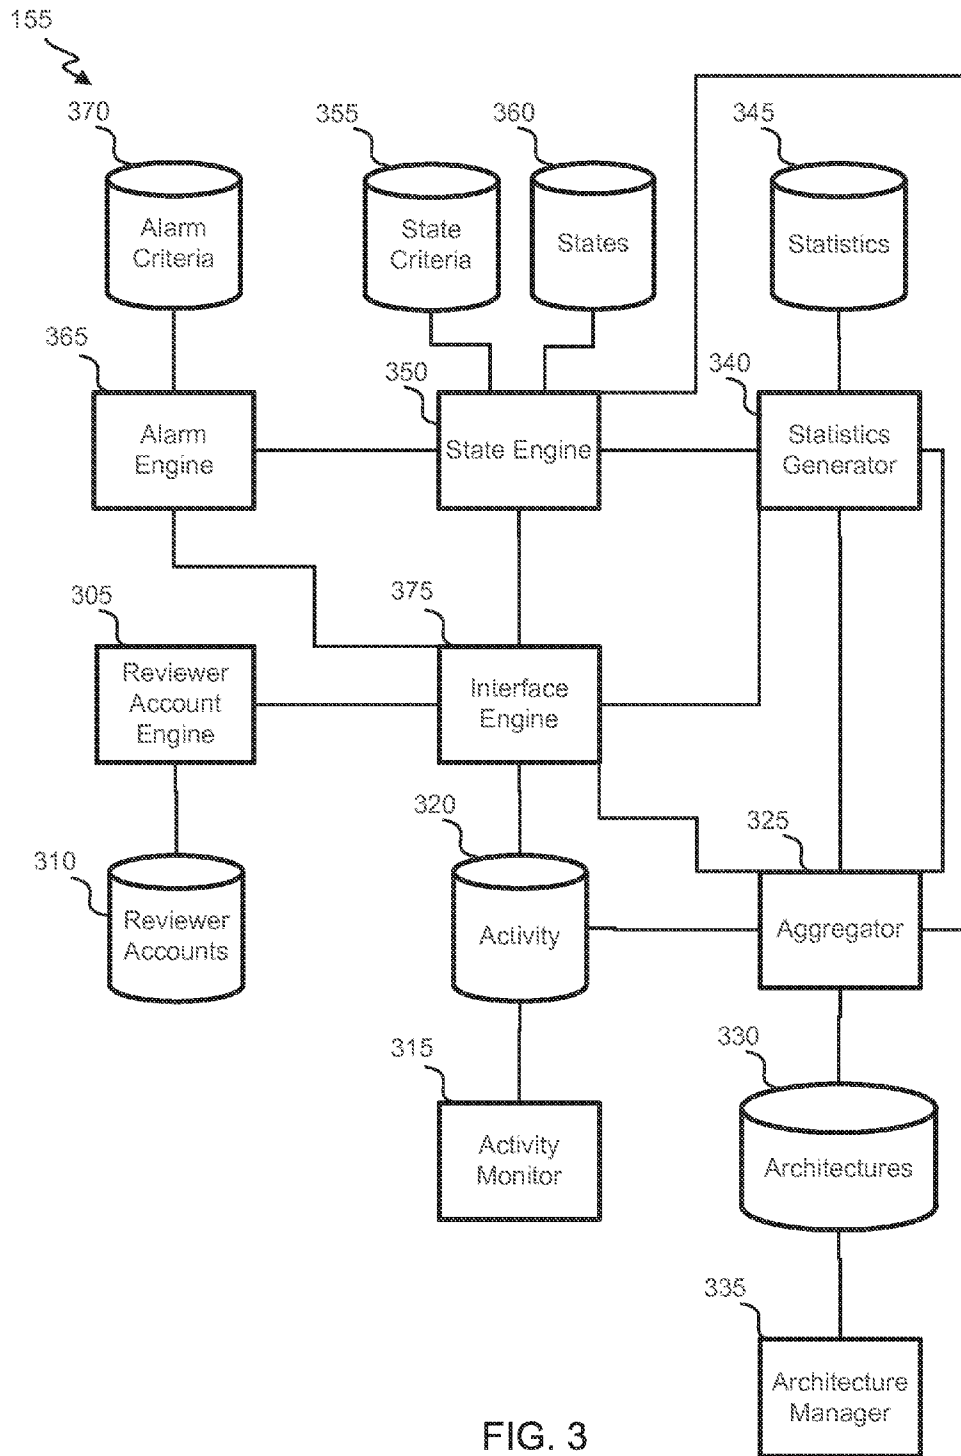 155
370
355
360
345
Alarm
Criteria
State
Criteria
States
Statistics
365
350
340
Alarm
Engine
State Engine
Statistics
Generator
305
375
Reviewer
Account
Engine
Interface
Engine
320
325
310
Reviewer
Accounts
Activity
Aggregator
315
330
Activity
Monitor
Architectures
335
Architecture
Manager
FIG. 3